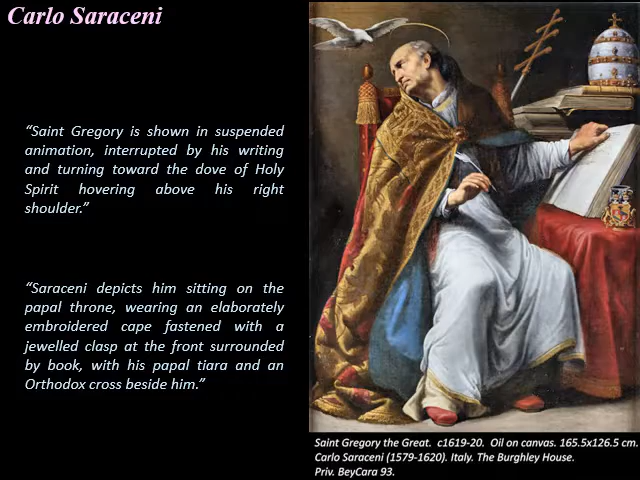 Carlo Saraceni
“Saint Gregory is shown in suspended
animation, interrupted by his writing
and turning toward the dove of Holy
Spirit hovering above his right
shoulder.”
“Saraceni depicts him sitting on the
papal throne, wearing an elaborately
embroidered cape fastened with a
jewelled clasp at the front surrounded
by book, with his papal tiara and an
Orthodox cross beside him.”
Saint Gregory the Great. c1619-20. Oil on canvas. 165.5x126.5 cm.
Carlo Saraceni (1579-1620). Italy. The Burghley House.
Priv. BeyCara 93.